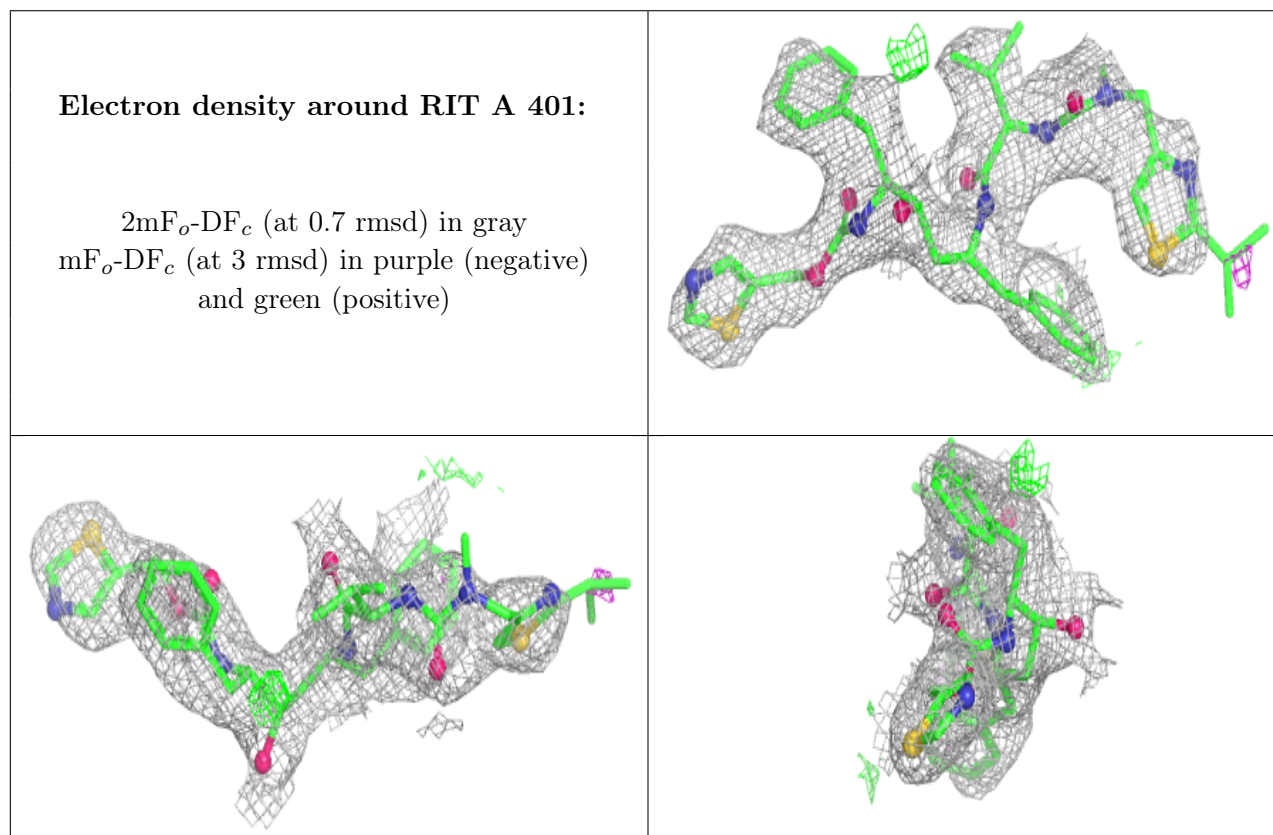 Electron density around RIT A 401:
2mFₒ-DF𝒸 (at 0.7 rmsd) in gray
mFₒ-DF𝒸 (at 3 rmsd) in purple (negative)
and green (positive)